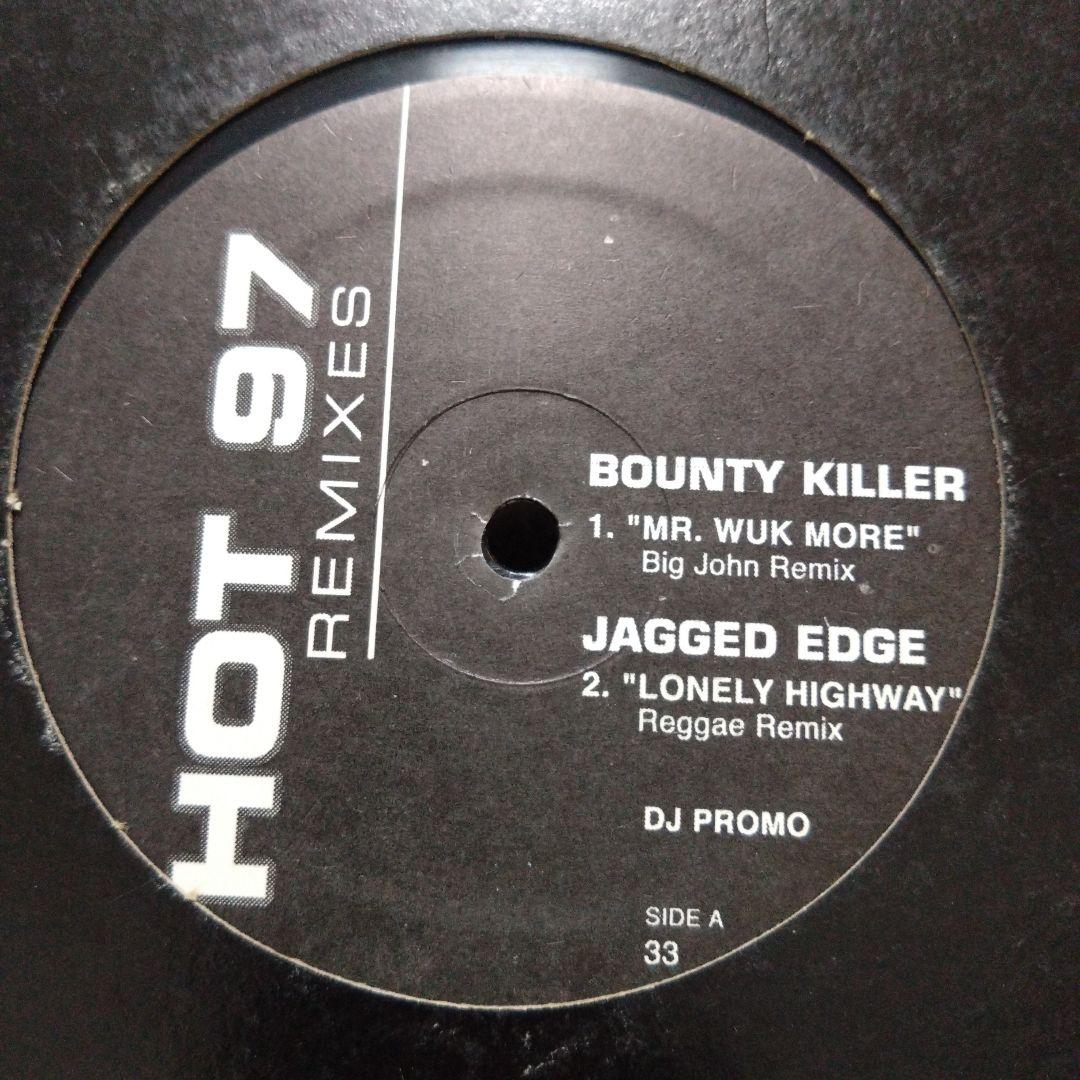 HOT 97
REMIXES
BOUNTY KILLER
1. "MR. WUK MORE"
Big John Remix
JAGGED EDGE
2. "LONELY HIGHWAY"
Reggae Remix
DJ PROMO
SIDE A
33